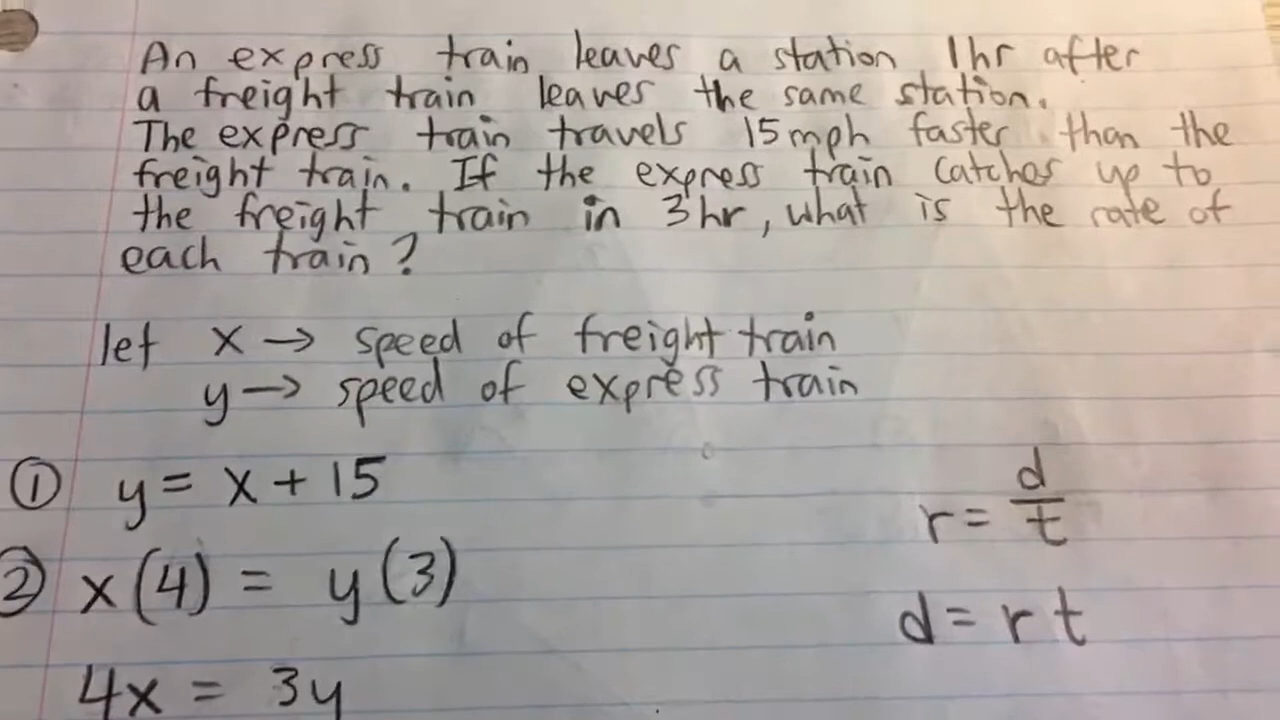 An express train leaves a station 1hr after
a freight train leaves the same station.
The express train travels 15mph faster than the
freight train. If the express train catches up to
the freight train in 3hr, what is the rate of
each train?
let x → speed of freight train
y → speed of express train
① y = x + 15
② x(4) = y(3)
4x = 3y
r = d/t
d = rt